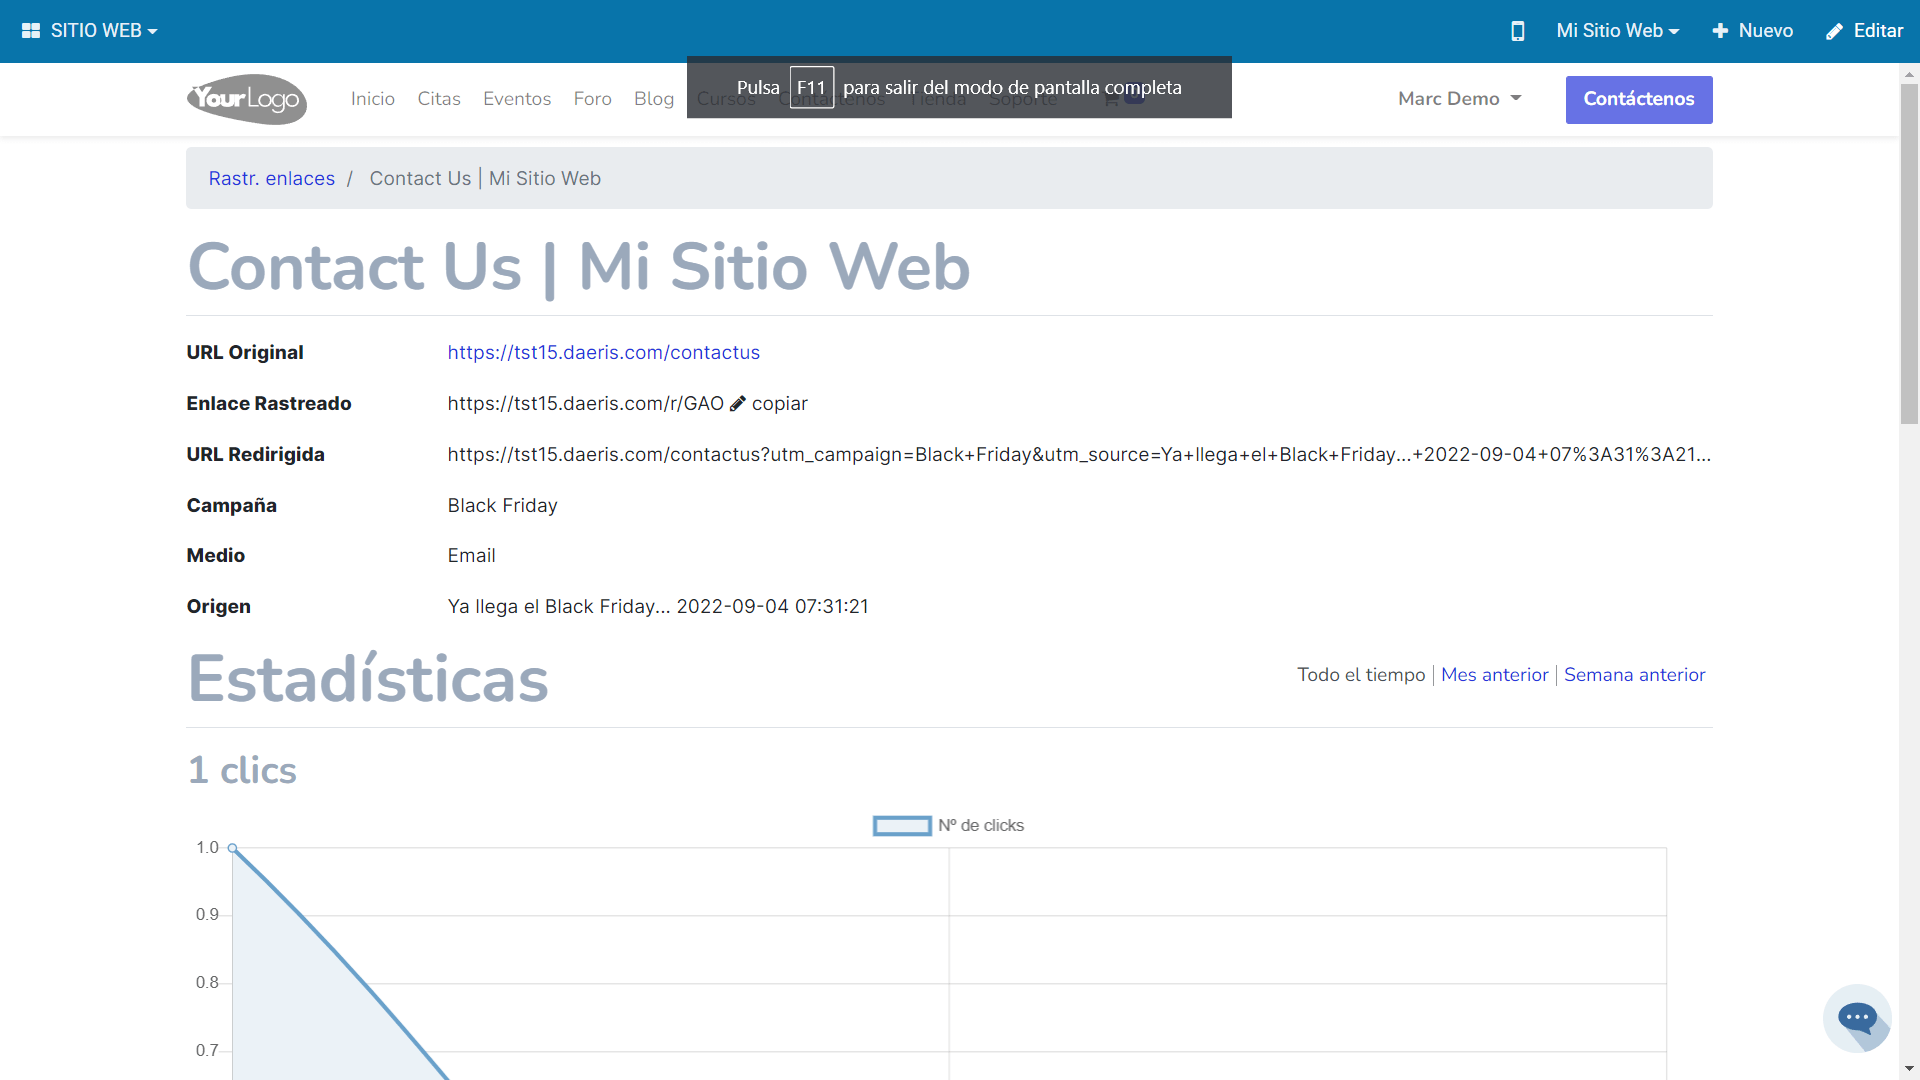 SITIO WEB
Mi Sitio Web
Nuevo
Editar
YourLogo
Inicio
Citas
Eventos
Foro
Blog
Cursos
Contáctenos
Tienda
Soporte
Pulsa F11 para salir del modo de pantalla completa
Marc Demo
Contáctenos
Rastr. enlaces / Contact Us | Mi Sitio Web
Contact Us | Mi Sitio Web
URL Original https://tst15.daeris.com/contactus
Enlace Rastreado https://tst15.daeris.com/r/GAO copiar
URL Redirigida https://tst15.daeris.com/contactus?utm_campaign=Black+Friday&utm_source=Ya+llega+el+Black+Friday...+2022-09-04+07%3A31%3A21...
Campaña Black Friday
Medio Email
Origen Ya llega el Black Friday... 2022-09-04 07:31:21
Estadísticas
Todo el tiempo | Mes anterior | Semana anterior
1 clics
Nº de clicks
1.0
0.9
0.8
0.7